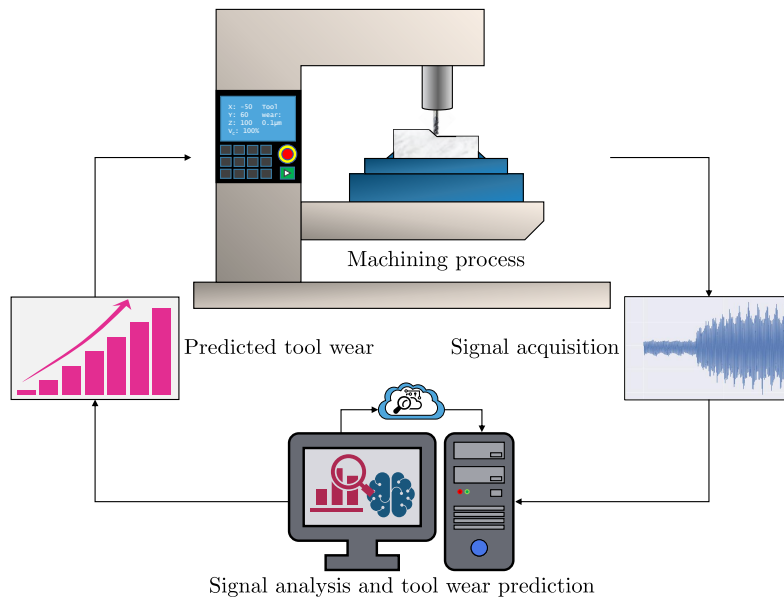 X: -50 Tool
Y: 60 wear:
Z: 100 0.1µm
Vc: 100%
Machining process
Predicted tool wear
Signal acquisition
Signal analysis and tool wear prediction